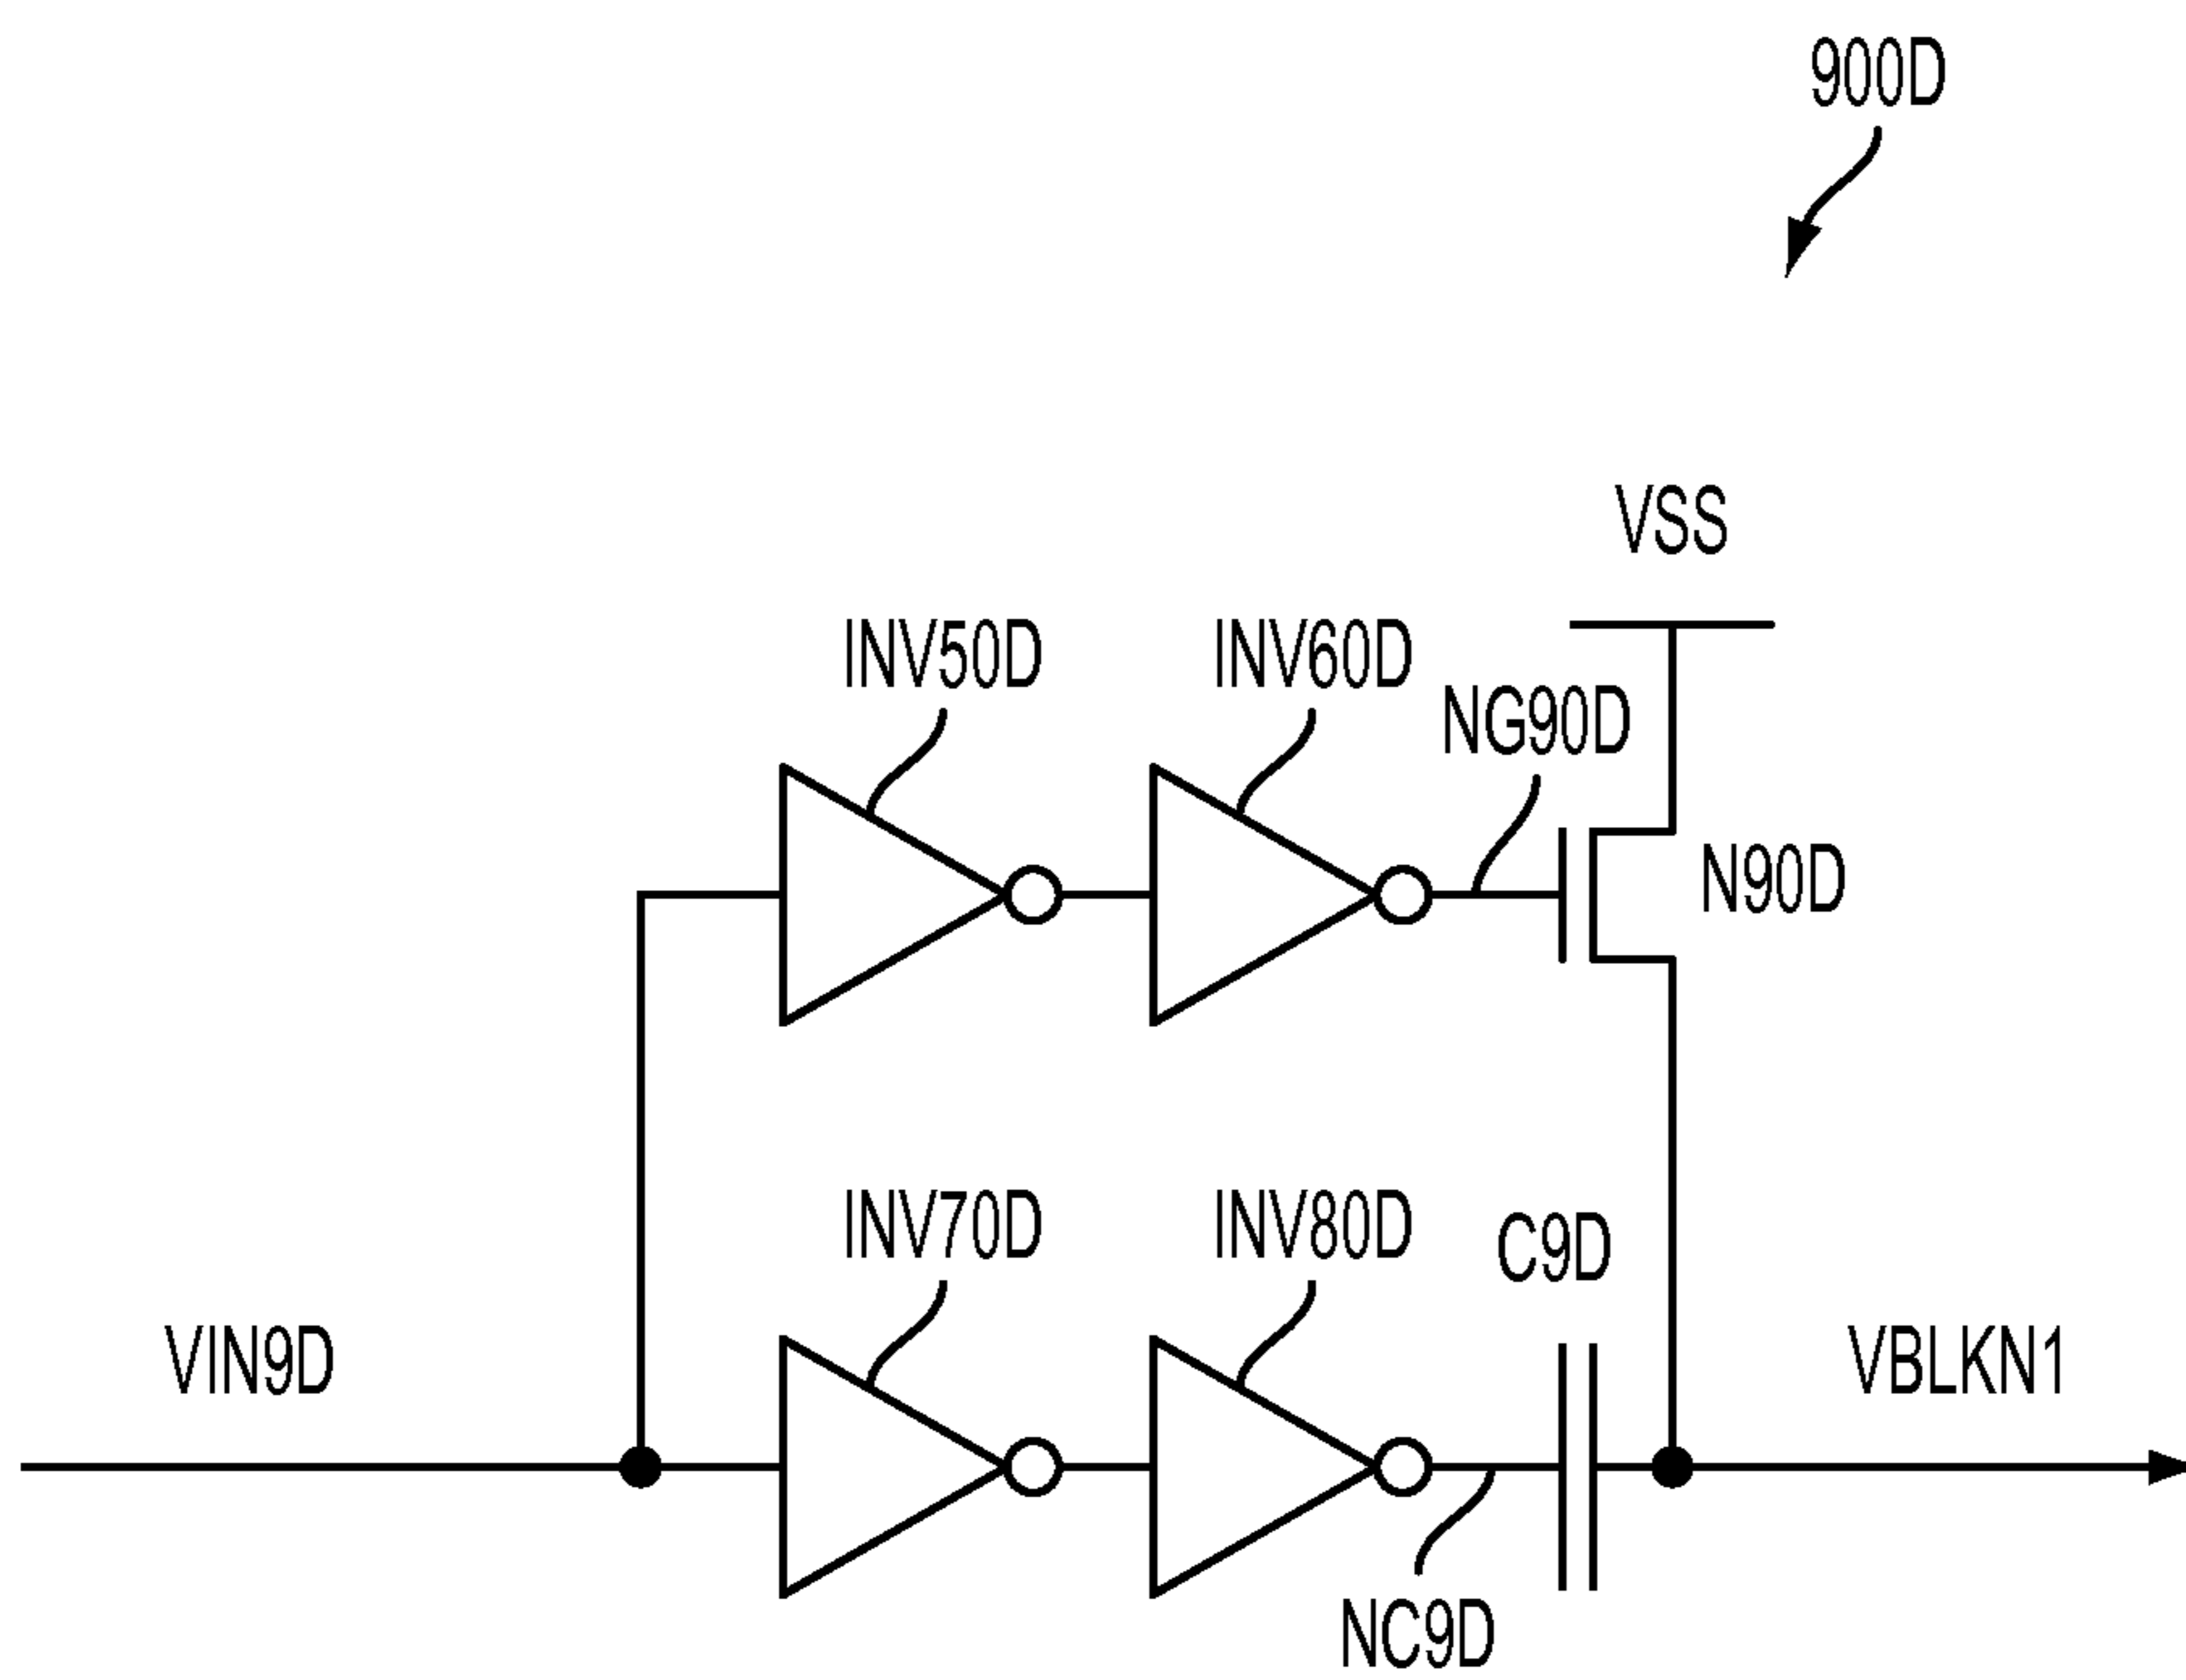 900D
VSS
INV50D
INV60D
NG90D
N90D
INV70D
INV80D
C9D
VIN9D
VBLKN1
NC9D